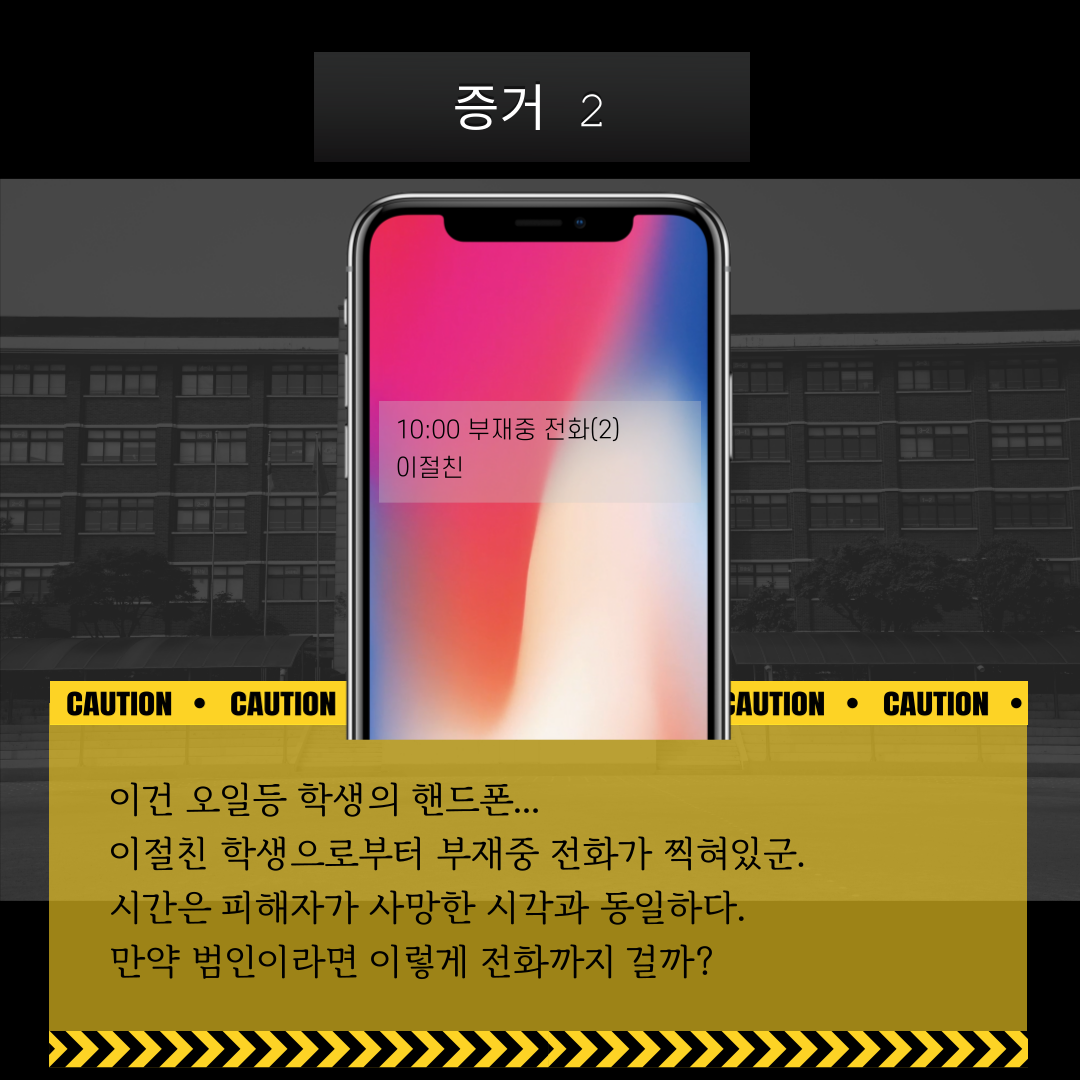 증거 2
10:00 부재중 전화(2)
이절친
CAUTION • CAUTION CAUTION • CAUTION •
이건 오일등 학생의 핸드폰...
이절친 학생으로부터 부재중 전화가 찍혀있군.
시간은 피해자가 사망한 시각과 동일하다.
만약 범인이라면 이렇게 전화까지 걸까?